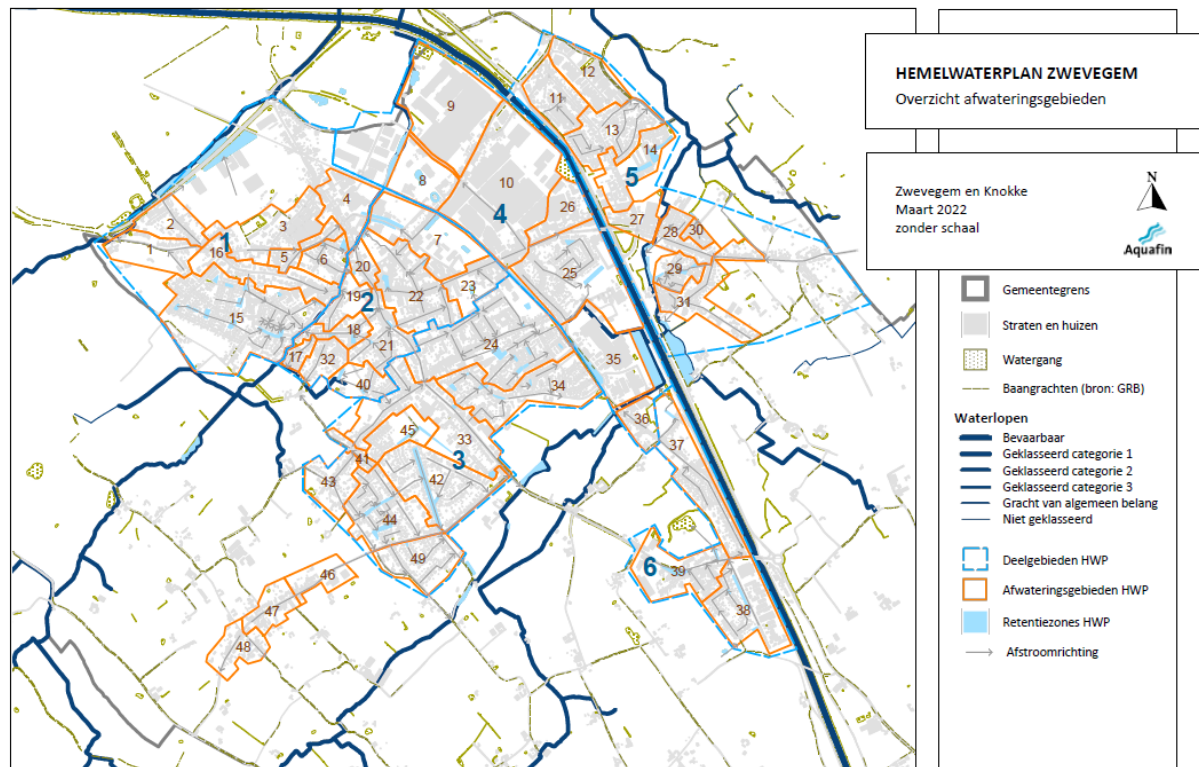 HEMELWATERPLAN ZWEVEGEM
Overzicht afwateringsgebieden
Zwevegem en Knokke
Maart 2022
zonder schaal
N
Aquafin
Gemeentegrens
Straten en huizen
Watergang
Baangrachten (bron: GRB)
Waterlopen
Bevaarbaar
Geklasseerd categorie 1
Geklasseerd categorie 2
Geklasseerd categorie 3
Gracht van algemeen belang
Niet geklasseerd
Deelgebieden HWP
Afwateringsgebieden HWP
Retentiezones HWP
Afstroomrichting
12
11
9
13
14
8
10
5
4
2
3
26
27
28
30
1
1
16
5
6
7
4
20
25
29
15
19
2
22
23
31
18
21
24
17
32
35
40
34
36
45
33
37
41
3
43
42
44
49
6
39
46
38
47
48